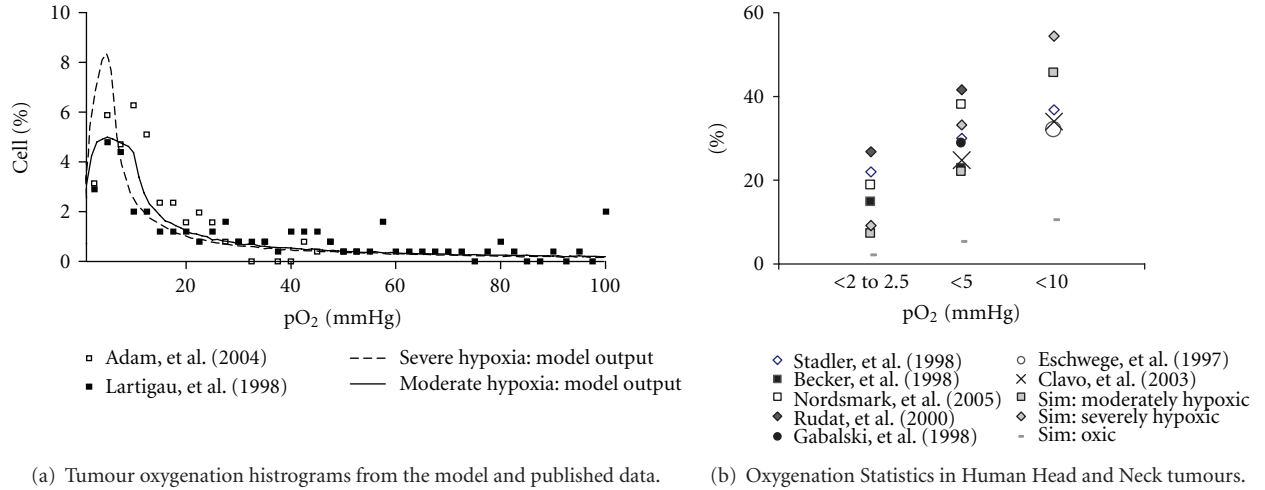 10
8
6
4
2
0
Cell (%)
20 40 60 80 100
pO2 (mmHg)
Adam, et al. (2004)
Lartigau, et al. (1998)
Severe hypoxia: model output
Moderate hypoxia: model output
(a) Tumour oxygenation histrograms from the model and published data.
60
40
20
0
(%)
<2 to 2.5 <5 <10
pO2 (mmHg)
Stadler, et al. (1998)
Becker, et al. (1998)
Nordsmark, et al. (2005)
Rudat, et al. (2000)
Gabalski, et al. (1998)
Eschwege, et al. (1997)
Clavo, et al. (2003)
Sim: moderately hypoxic
Sim: severely hypoxic
Sim: oxic
(b) Oxygenation Statistics in Human Head and Neck tumours.